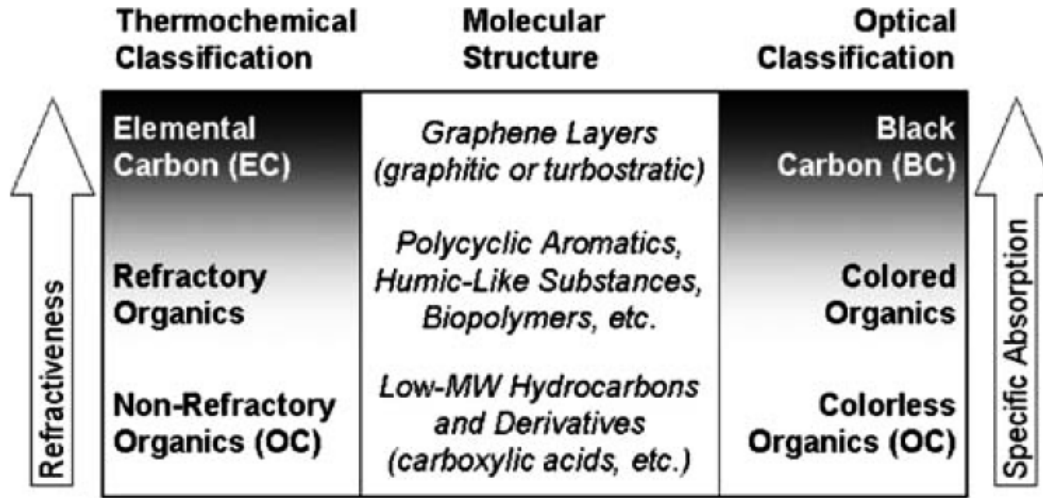 Thermochemical
Classification
Molecular
Structure
Optical
Classification
Refractiveness
Elemental
Carbon (EC)
Graphene Layers
(graphitic or turbostratic)
Black
Carbon (BC)
Refractory
Organics
Polycyclic Aromatics,
Humic-Like Substances,
Biopolymers, etc.
Colored
Organics
Non-Refractory
Organics (OC)
Low-MW Hydrocarbons
and Derivatives
(carboxylic acids, etc.)
Colorless
Organics (OC)
Specific Absorption